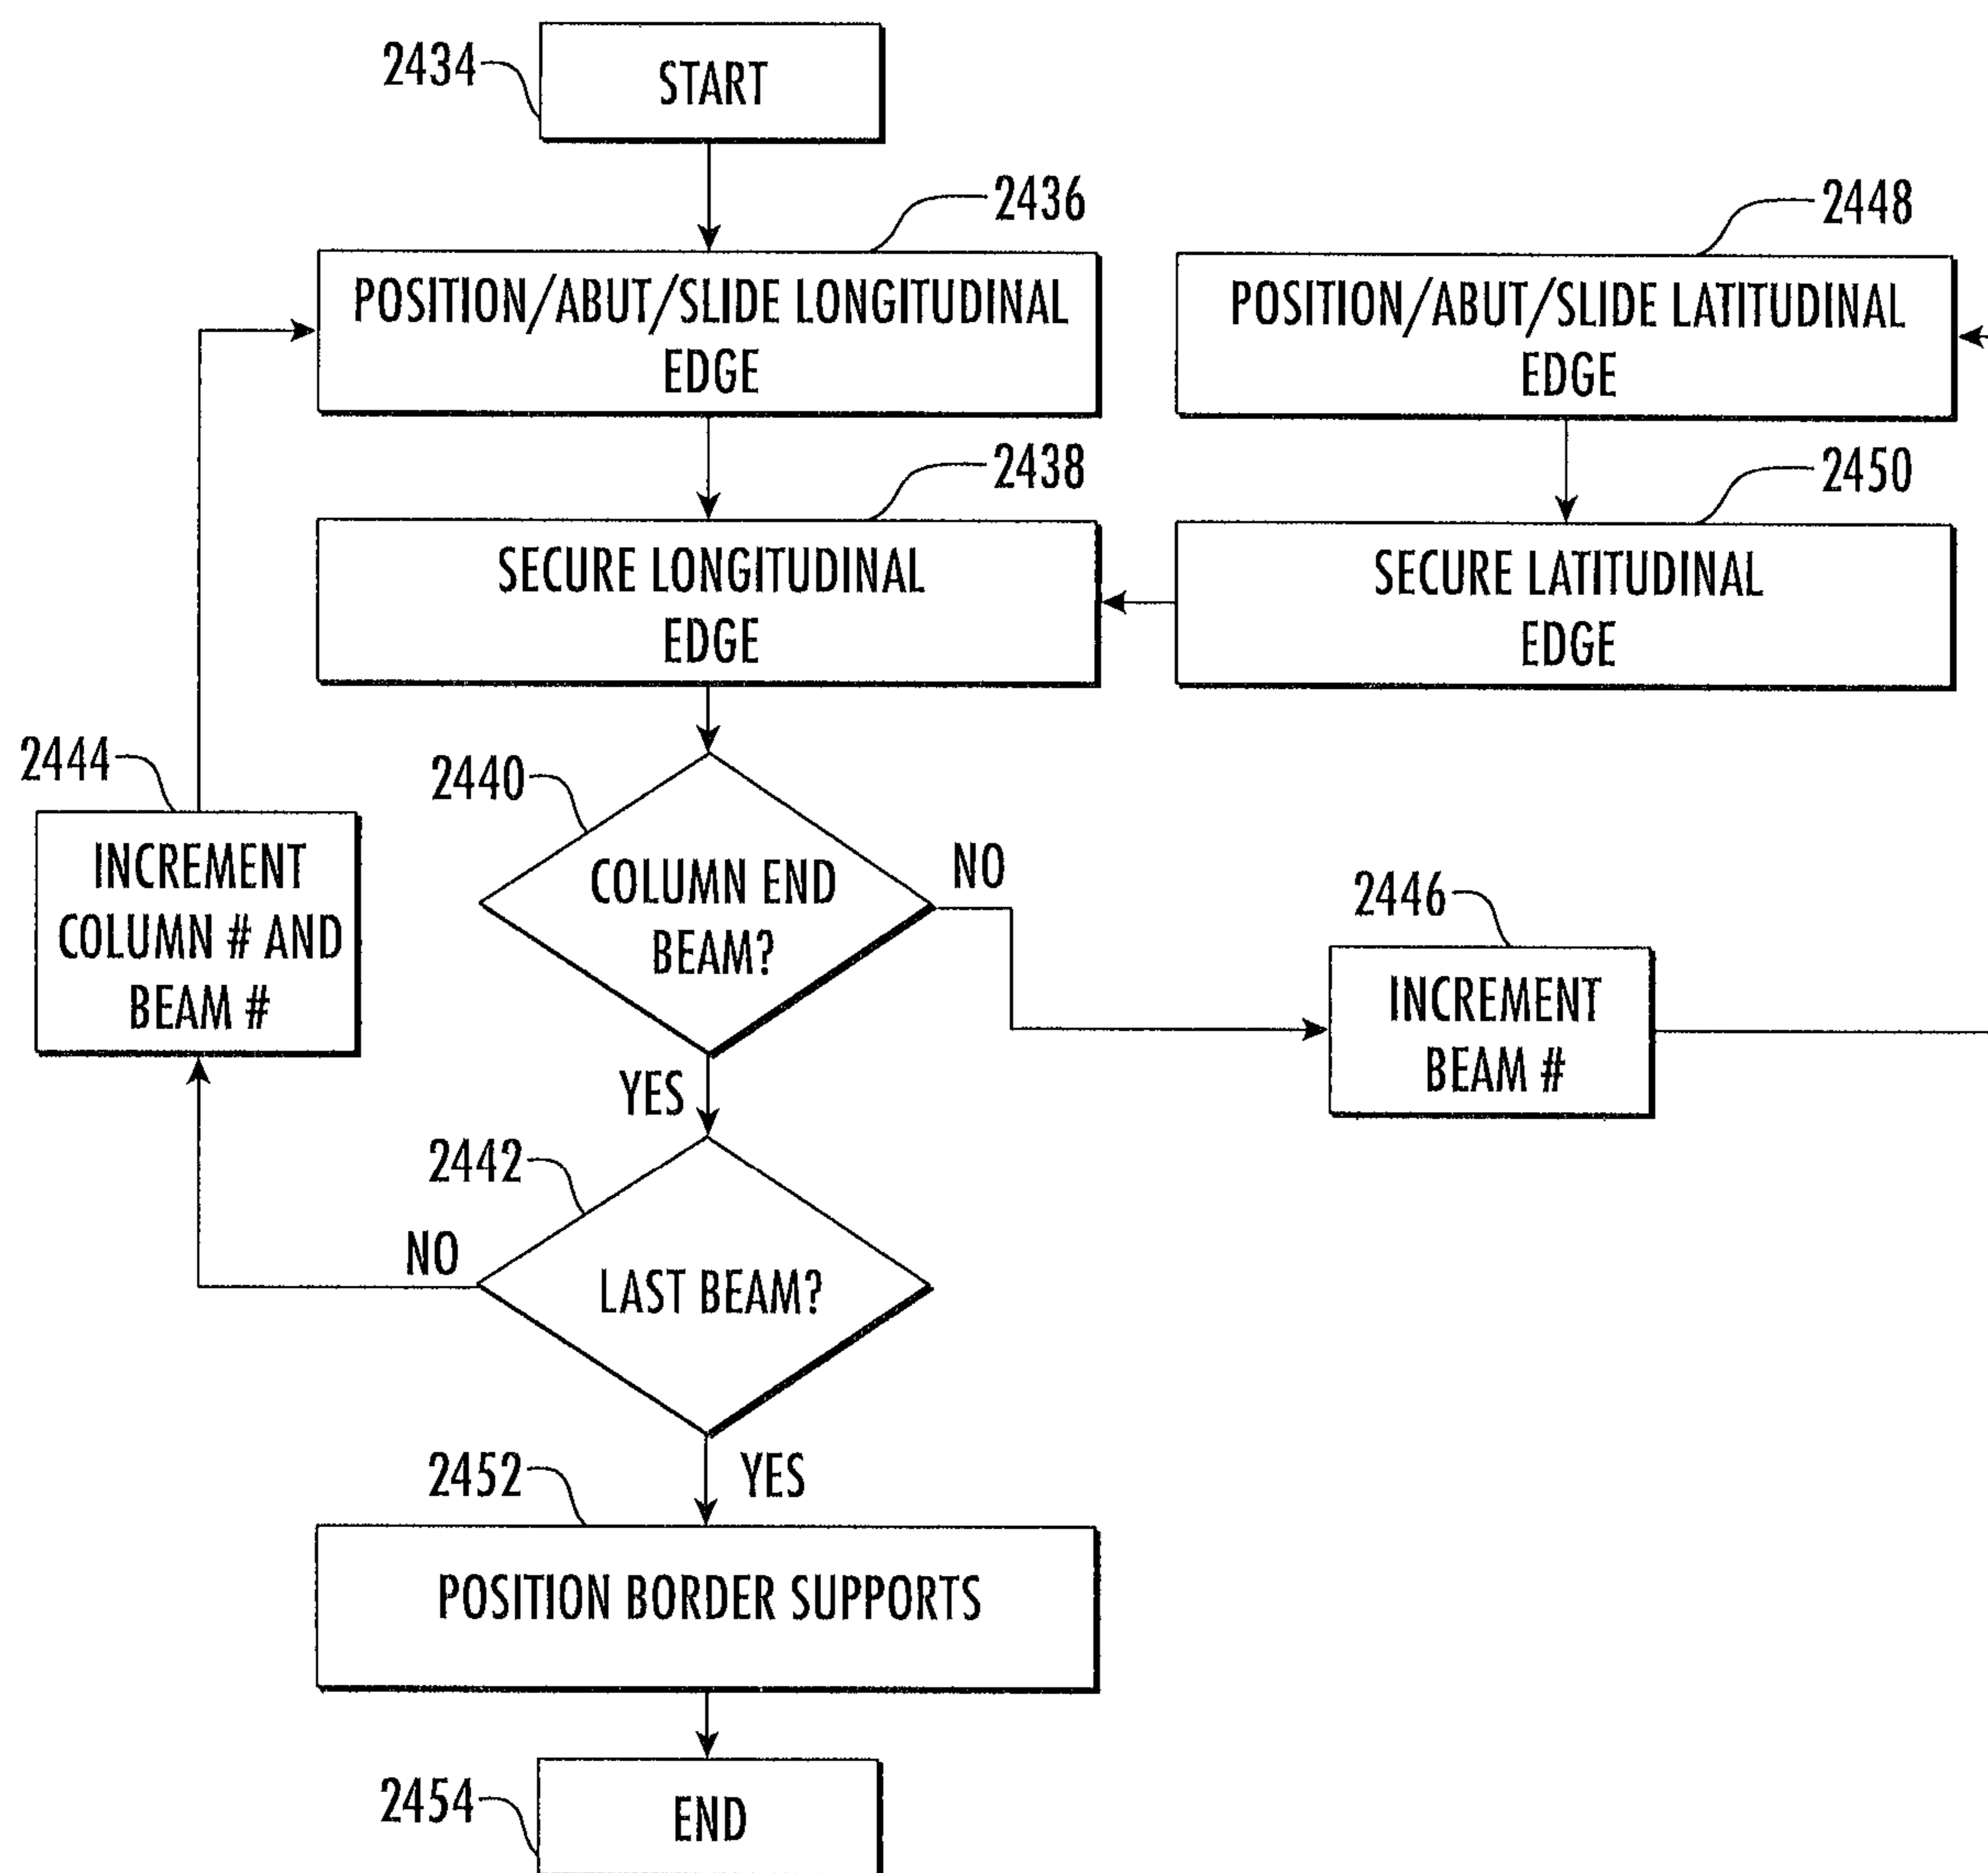 2434
START
2436
POSITION/ABUT/SLIDE LONGITUDINAL
EDGE
2448
POSITION/ABUT/SLIDE LATITUDINAL
EDGE
2438
SECURE LONGITUDINAL
EDGE
2450
SECURE LATITUDINAL
EDGE
2444
INCREMENT
COLUMN # AND
BEAM #
2440
COLUMN END
BEAM?
NO
2446
INCREMENT
BEAM #
YES
2442
LAST BEAM?
NO
YES
2452
POSITION BORDER SUPPORTS
2454
END